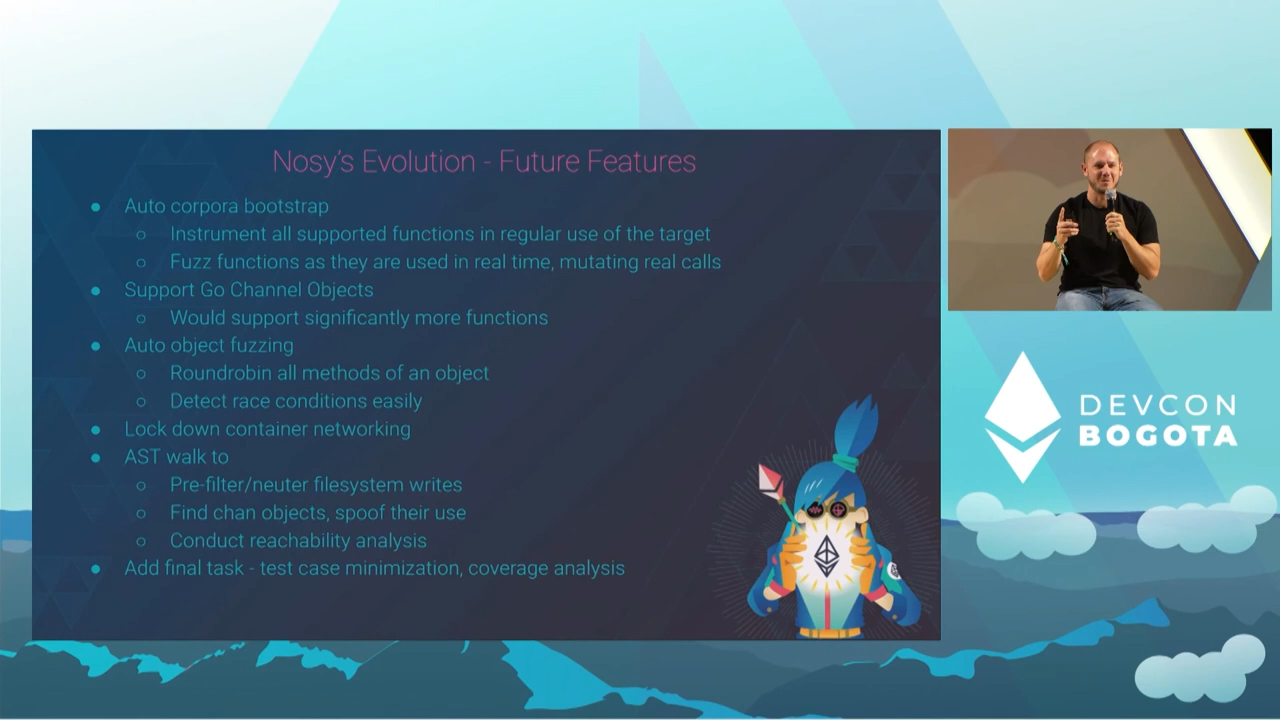 Nosy's Evolution - Future Features
● Auto corpora bootstrap
○ Instrument all supported functions in regular use of the target
○ Fuzz functions as they are used in real time, mutating real calls
● Support Go Channel Objects
○ Would support significantly more functions
● Auto object fuzzing
○ Roundrobin all methods of an object
○ Detect race conditions easily
● Lock down container networking
● AST walk to
○ Pre-filter/neuter filesystem writes
○ Find chan objects, spoof their use
○ Conduct reachability analysis
● Add final task - test case minimization, coverage analysis
DEVCON
BOGOTA